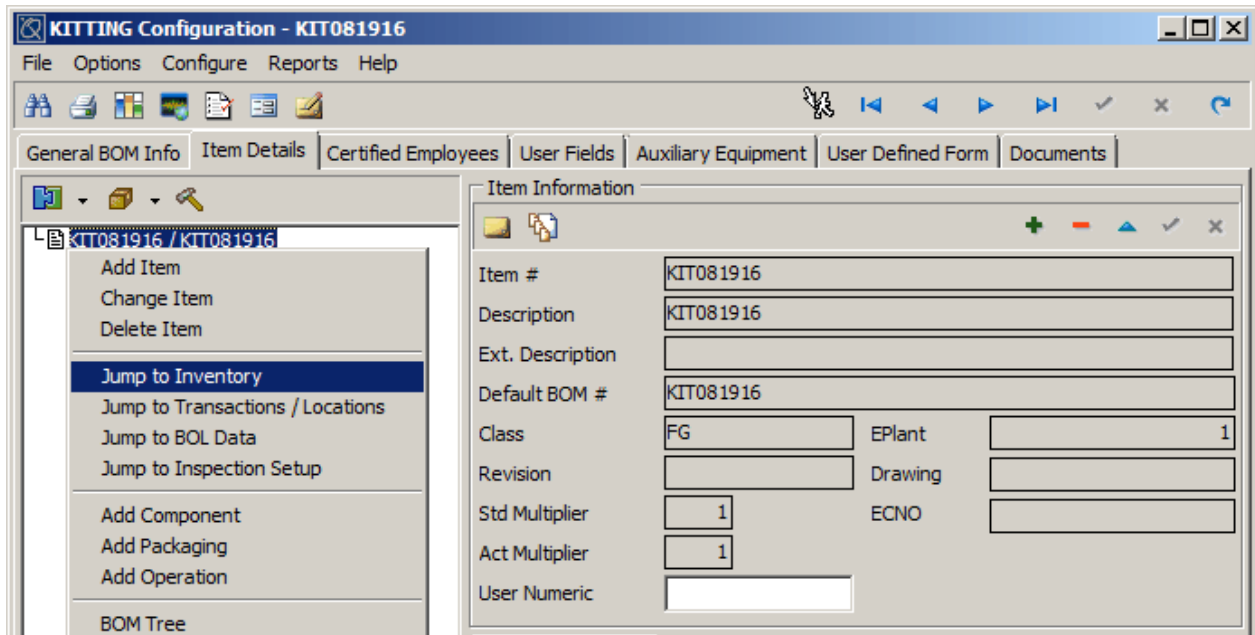 KITTING Configuration - KIT081916
File Options Configure Reports Help
General BOM Info Item Details Certified Employees User Fields Auxiliary Equipment User Defined Form Documents
KIT081916 / KIT081916
Add Item
Change Item
Delete Item
Jump to Inventory
Jump to Transactions / Locations
Jump to BOL Data
Jump to Inspection Setup
Add Component
Add Packaging
Add Operation
BOM Tree
Item Information
Item # KIT081916
Description KIT081916
Ext. Description
Default BOM # KIT081916
Class FG EPlant 1
Revision Drawing
Std Multiplier 1 ECNO
Act Multiplier 1
User Numeric